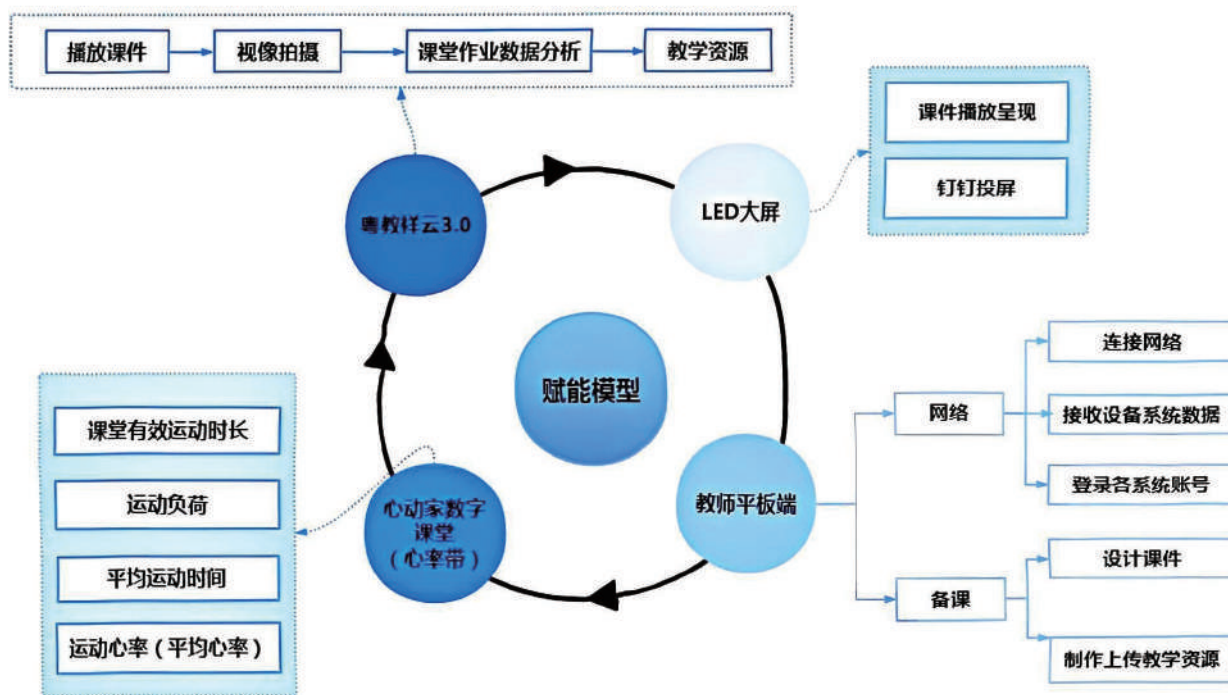 播放课件
视像拍摄
课堂作业数据分析
教学资源
课件播放呈现
钉钉投屏
粤教祥云3.0
LED大屏
赋能模型
连接网络
网络
接收设备系统数据
登录各系统账号
课堂有效运动时长
运动负荷
平均运动时间
运动心率（平均心率）
心动家数字
课堂
（心率带）
教师平板端
设计课件
备课
制作上传教学资源